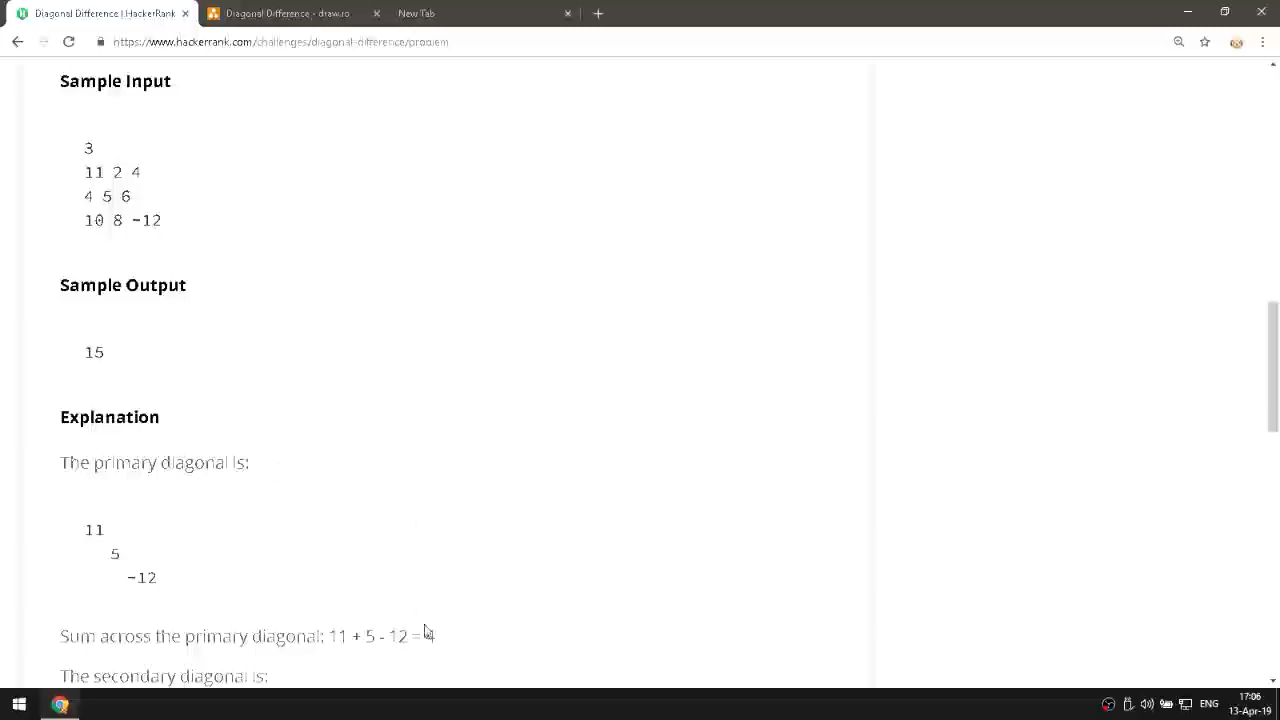 Diagonal Difference | HackerRank
Diagonal Difference - draw.io
New Tab
https://www.hackerrank.com/challenges/diagonal-difference/problem
Sample Input
3
11 2 4
4 5 6
10 8 -12
Sample Output
15
Explanation
The primary diagonal is:
11
5
-12
Sum across the primary diagonal: 11 + 5 - 12 = 4
The secondary diagonal is:
ENG
17:06
13-Apr-19